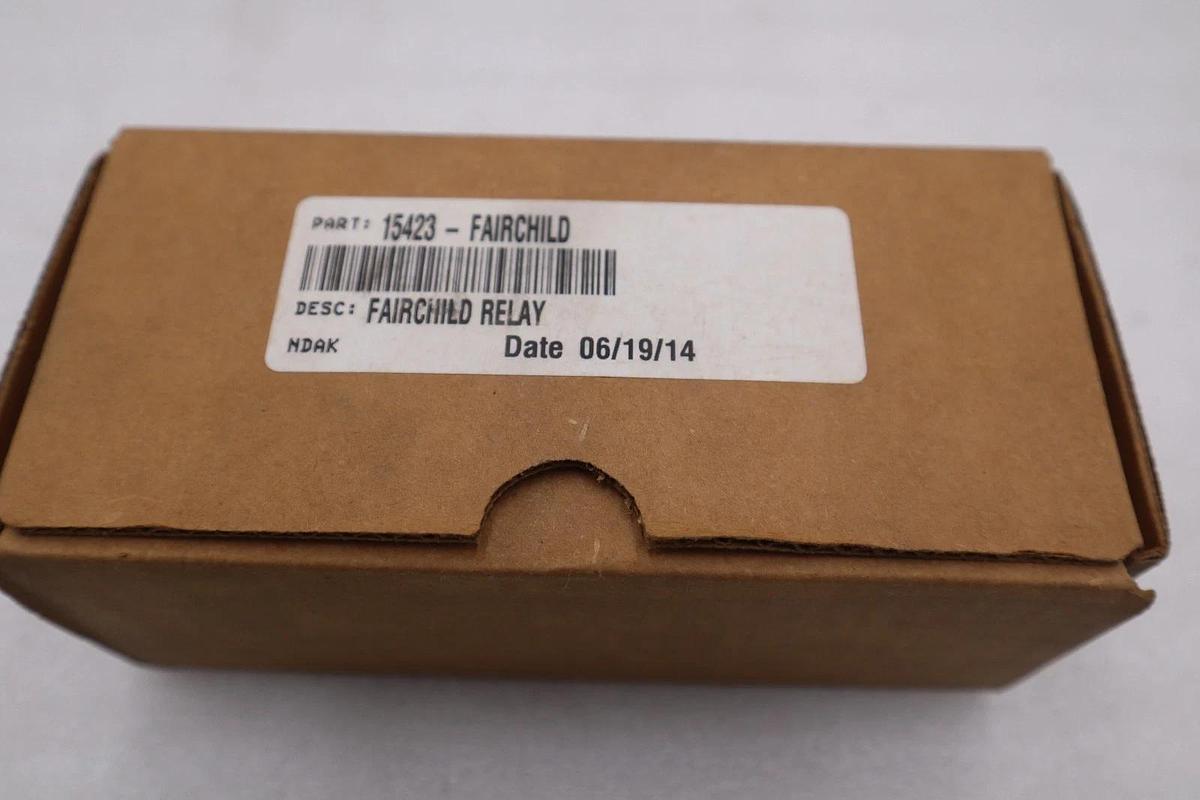 PART: 15423 - FAIRCHILD
DESC: FAIRCHILD RELAY
NDAK Date 06/19/14